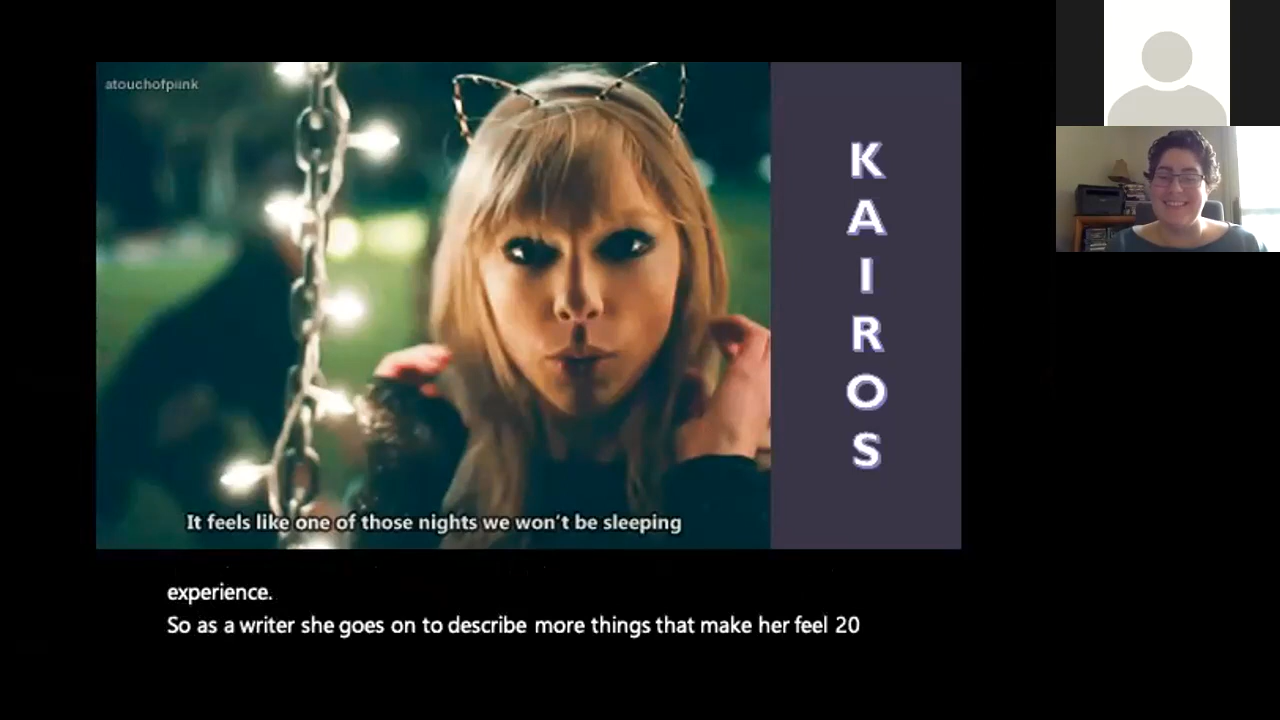 atouchofpiink
KAIROS
It feels like one of those nights we won't be sleeping
experience.
So as a writer she goes on to describe more things that make her feel 20